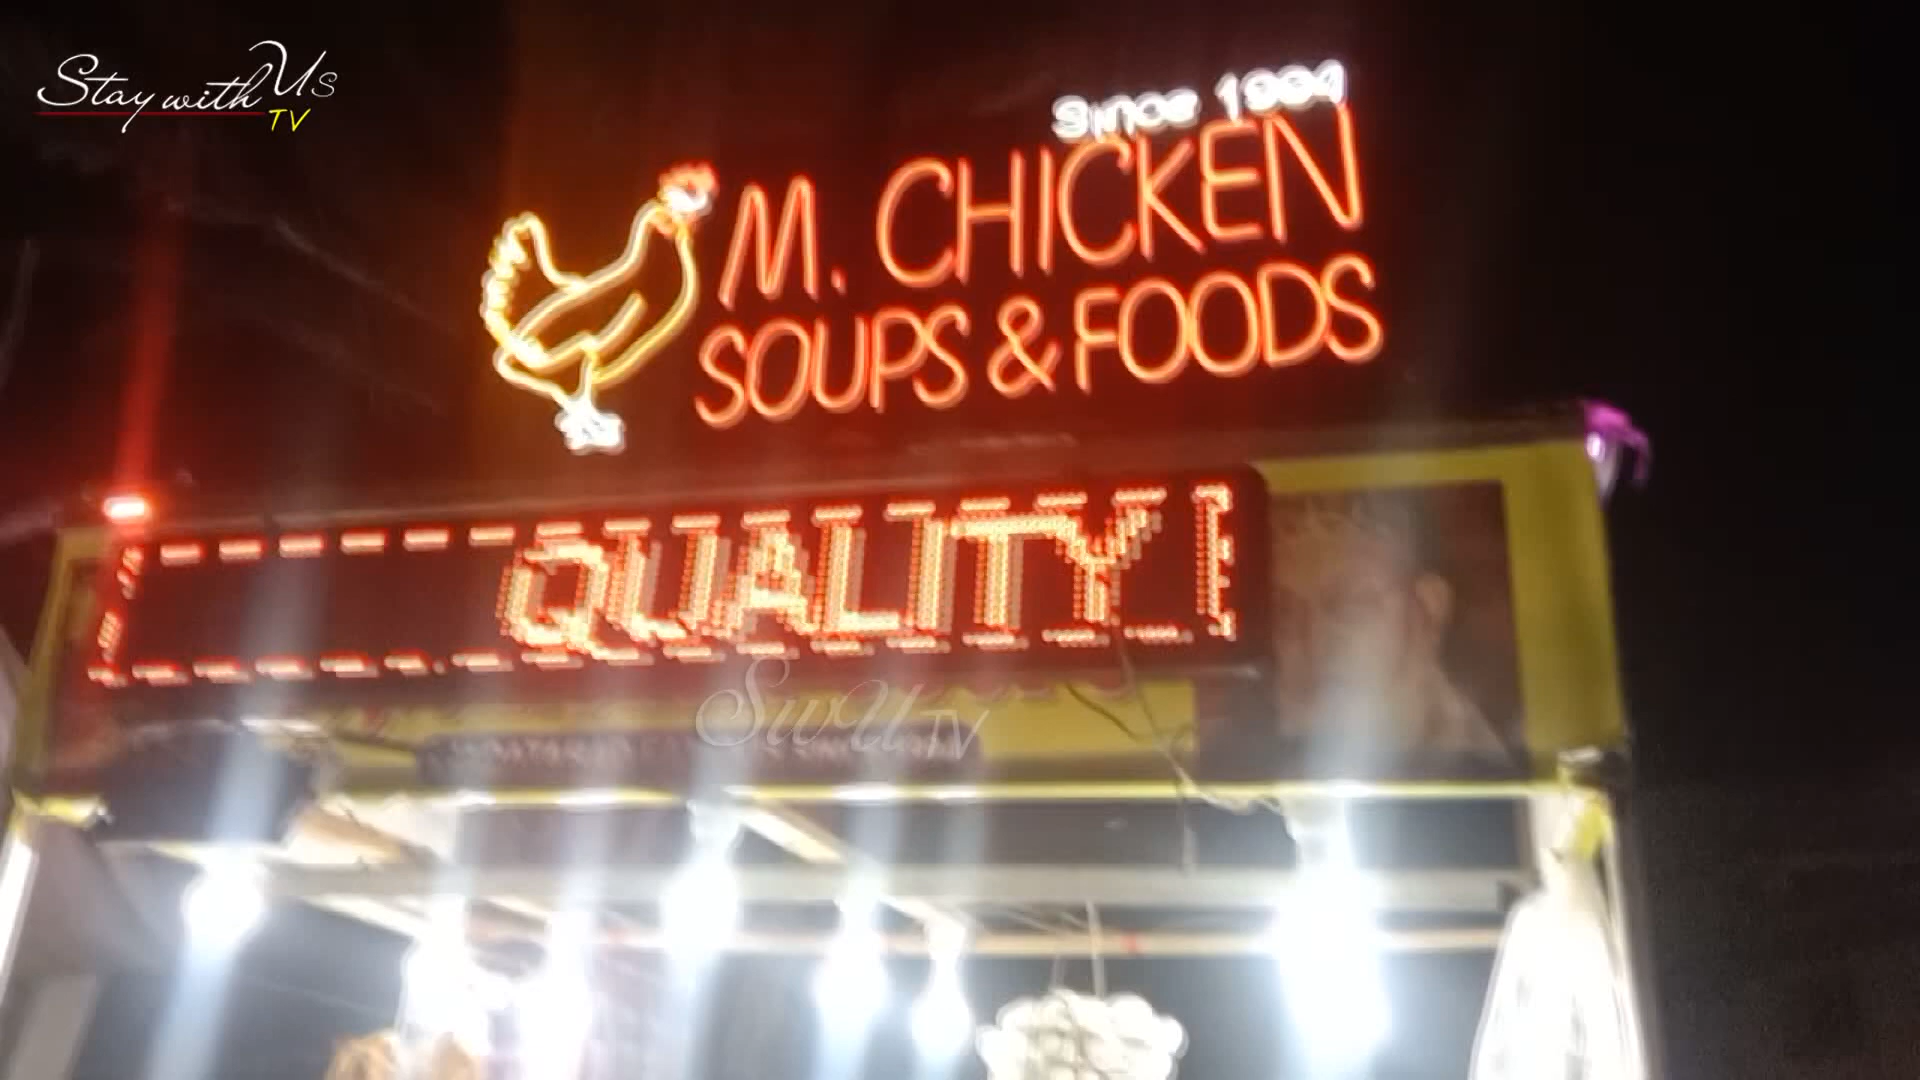 Stay with Us
TV
Since 1994
M. CHICKEN
SOUPS & FOODS
QUALITY
SwU TV